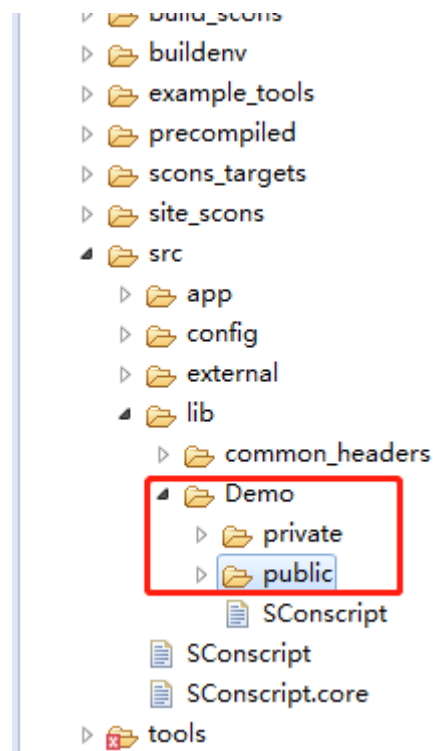 build_scons
buildenv
example_tools
precompiled
scons_targets
site_scons
src
app
config
external
lib
common_headers
Demo
private
public
SConscript
SConscript
SConscript.core
tools